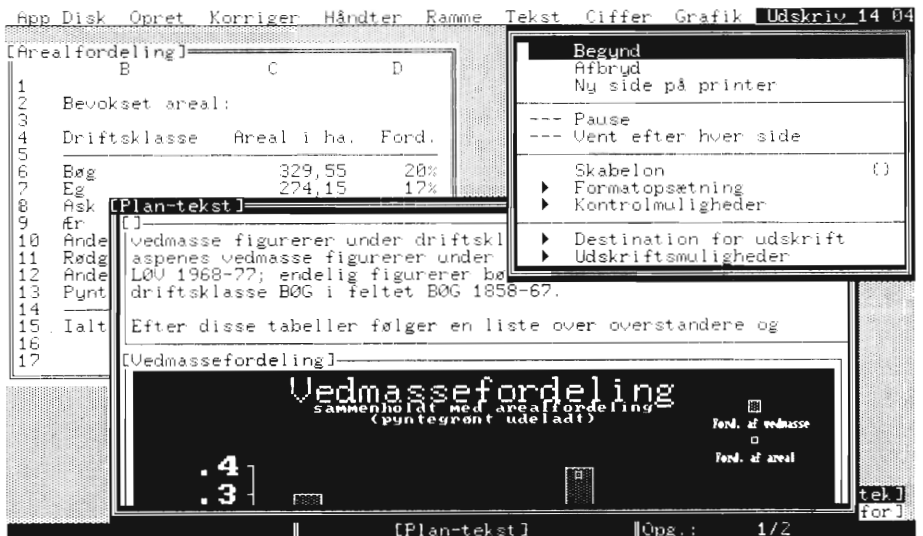 App Disk Opret Korriger Håndter Ramme Tekst Ciffer Grafik Udskriv 14 04
[Arealfordeling]
B C D
1
2 Bevokset areal:
3
4 Driftsklasse Areal i ha. Ford.
5
6 Bøg 329,55 20%
7 Eg 274,15 17%
8 Ask
9 Ær
10 Ande
11 Rødg
12 Ande
13 Pynt
14
15 Ialt
16
17
Begynd
Afbryd
Ny side på printer
--- Pause
--- Vent efter hver side
Skabelon ()
Formatopsætning
Kontrolmuligheder
Destination for udskrift
Udskriftsmuligheder
[Plan-tekst]
[]
vedmasse figurerer under driftskl
aspenes vedmasse figurerer under
LØV 1968-77; endelig figurerer bø
driftsklasse BØG i feltet BØG 1858-67.
Efter disse tabeller følger en liste over overstandere og
[Vedmassefordeling]
Vedmassefordeling
sammenholdt med arealfordeling
(pyntegrønt udeladt)
Ford. af vedmasse
Ford. af areal
.4
.3
tek]
for]
[Plan-tekst] Opg.: 1/2